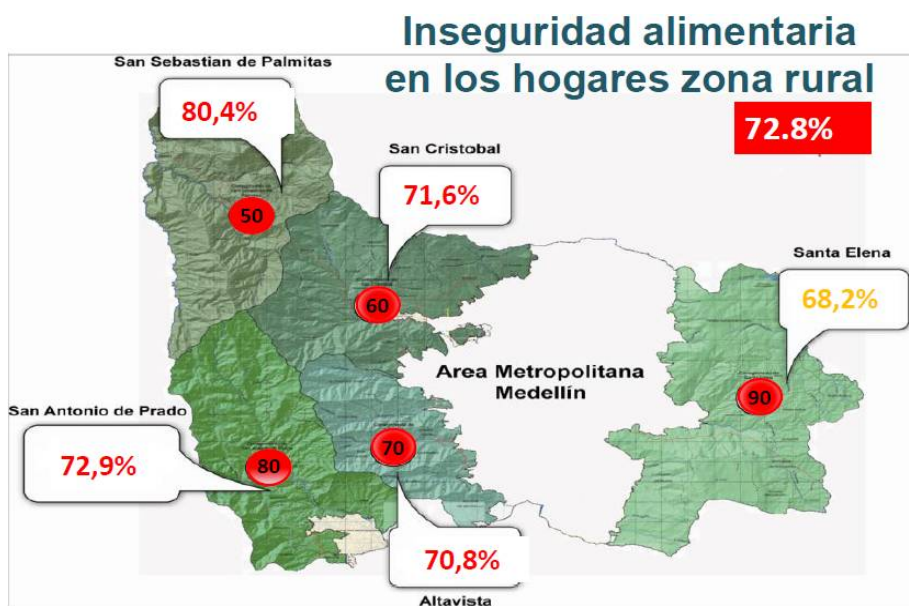 Inseguridad alimentaria
en los hogares zona rural
72.8%
San Sebastian de Palmitas
80,4%
San Cristobal
71,6%
Santa Elena
68,2%
50
60
Area Metropolitana
Medellín
90
San Antonio de Prado
72,9%
80
70
70,8%
Altavista